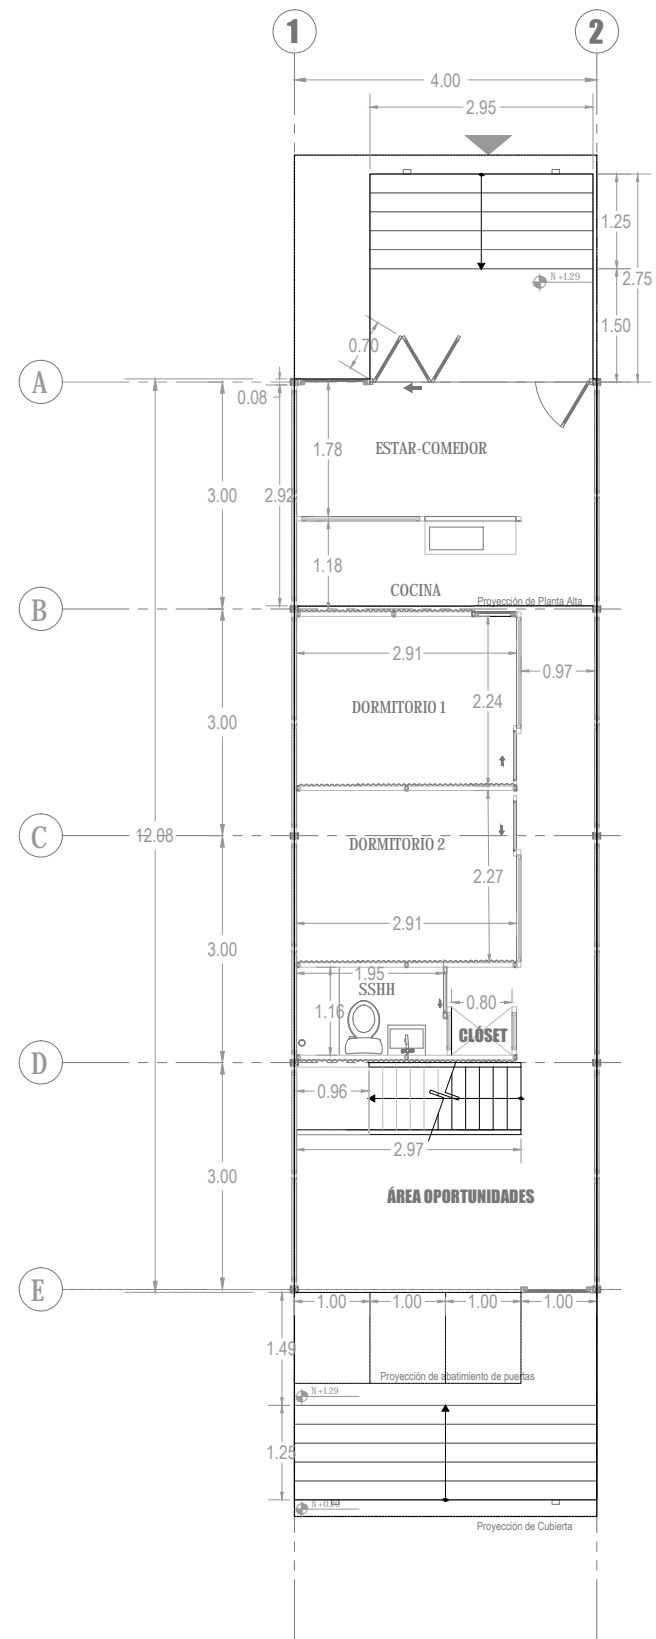 1
2
4.00
2.95
1.25
2.75
N +1.29
1.50
0.70
A
0.08
1.78
ESTAR-COMEDOR
3.00
2.92
1.18
COCINA
Proyección de Planta Alta
B
2.91
0.97
2.24
DORMITORIO 1
3.00
C
12.08
DORMITORIO 2
2.27
2.91
3.00
1.95
SSHH
0.80
1.16
CLÓSET
D
0.96
2.97
3.00
ÁREA OPORTUNIDADES
E
1.00
1.00
1.00
1.00
1.49
Proyección de abatimiento de puertas
N +1.29
1.25
Proyección de Cubierta